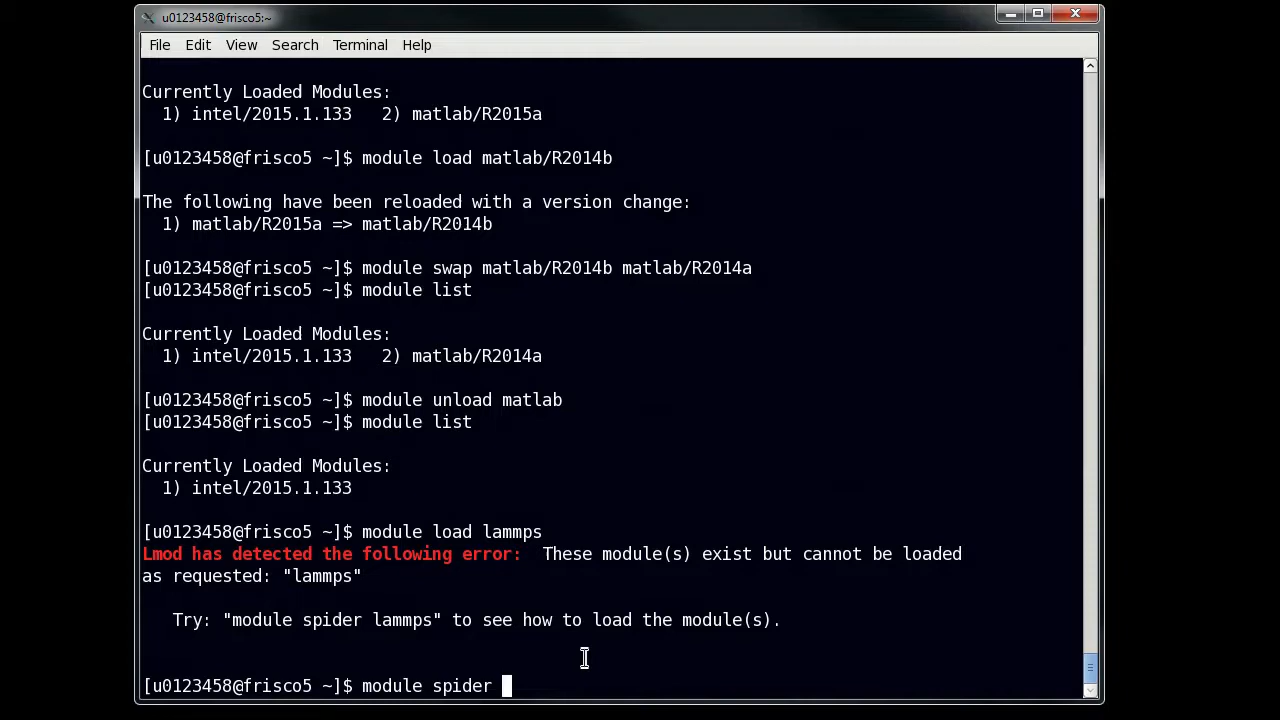 u0123458@frisco5:~
File Edit View Search Terminal Help
Currently Loaded Modules:
1) intel/2015.1.133 2) matlab/R2015a
[u0123458@frisco5 ~]$ module load matlab/R2014b
The following have been reloaded with a version change:
1) matlab/R2015a => matlab/R2014b
[u0123458@frisco5 ~]$ module swap matlab/R2014b matlab/R2014a
[u0123458@frisco5 ~]$ module list
Currently Loaded Modules:
1) intel/2015.1.133 2) matlab/R2014a
[u0123458@frisco5 ~]$ module unload matlab
[u0123458@frisco5 ~]$ module list
Currently Loaded Modules:
1) intel/2015.1.133
[u0123458@frisco5 ~]$ module load lammps
Lmod has detected the following error: These module(s) exist but cannot be loaded
as requested: "lammps"
Try: "module spider lammps" to see how to load the module(s).
[u0123458@frisco5 ~]$ module spider